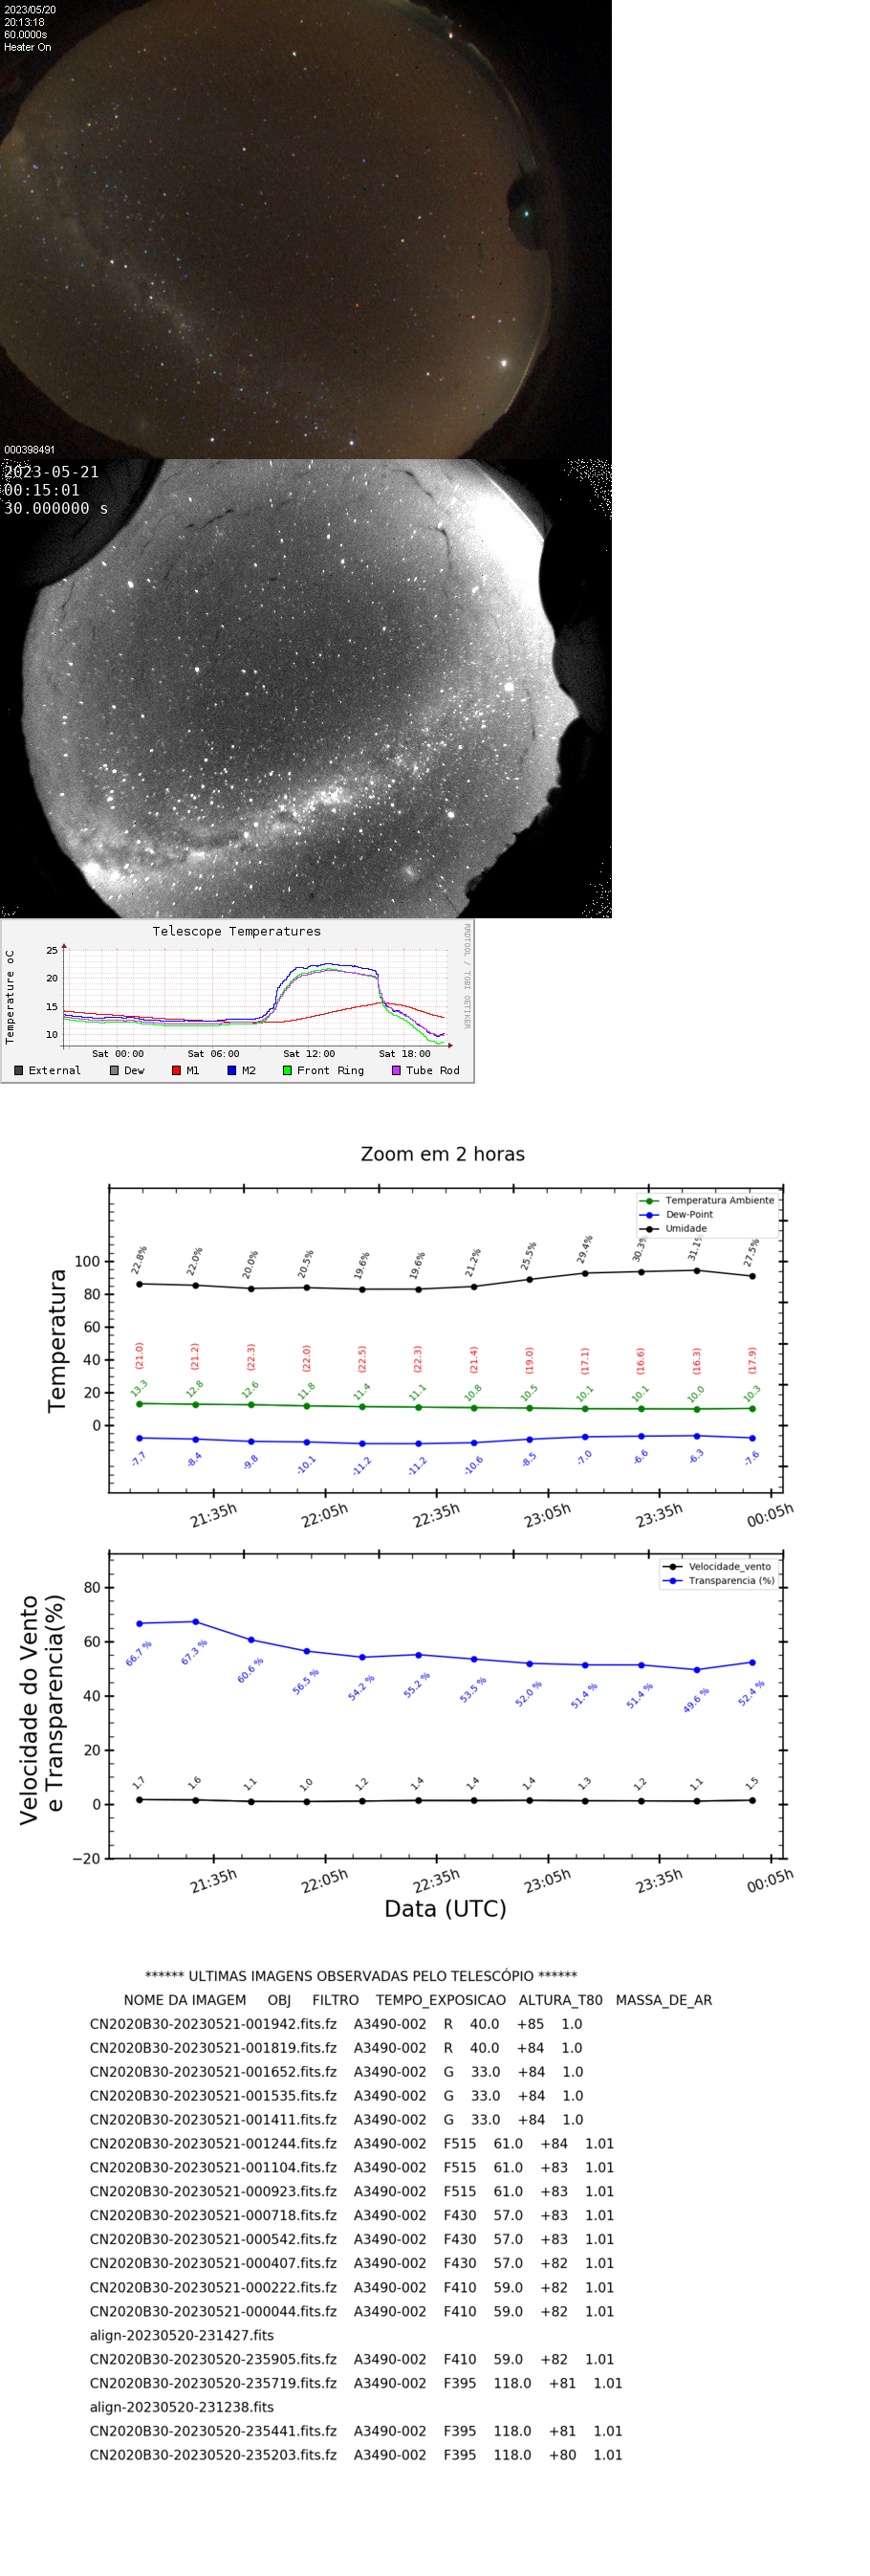 2023/05/20
20:13:18
60.0000s
Heater On
000398491
2023-05-21
00:15:01
30.000000 s
Telescope Temperatures
RRDTOOL / TOBI OETIKER
Temperature oC
25
20
15
10
Sat 00:00 Sat 06:00 Sat 12:00 Sat 18:00
External Dew M1 M2 Front Ring Tube Rod
Zoom em 2 horas
Temperatura Ambiente
Dew-Point
Umidade
Temperatura
100
80
60
40
20
0
22.8% 22.0% 20.0% 20.5% 19.6% 19.6% 21.2% 25.5% 29.4% 30.3% 31.1% 27.5%
(21.0) (21.2) (22.3) (22.0) (22.5) (22.3) (21.4) (19.0) (17.1) (16.6) (16.3) (17.9)
13.3 12.8 12.6 11.8 11.4 11.1 10.8 10.5 10.1 10.1 10.0 10.3
-7.7 -8.4 -9.8 -10.1 -11.2 -11.2 -10.6 -8.5 -7.0 -6.6 -6.3 -7.6
21:35h 22:05h 22:35h 23:05h 23:35h 00:05h
Velocidade_vento
Transparencia (%)
Velocidade do Vento
e Transparencia(%)
80
60
40
20
0
−20
66.7 % 67.3 % 60.6 % 56.5 % 54.2 % 55.2 % 53.5 % 52.0 % 51.4 % 51.4 % 49.6 % 52.4 %
1.7 1.6 1.1 1.0 1.2 1.4 1.4 1.4 1.3 1.2 1.1 1.5
21:35h 22:05h 22:35h 23:05h 23:35h 00:05h
Data (UTC)
****** ULTIMAS IMAGENS OBSERVADAS PELO TELESCÓPIO ******
NOME DA IMAGEM OBJ FILTRO TEMPO_EXPOSICAO ALTURA_T80 MASSA_DE_AR
CN2020B30-20230521-001942.fits.fz A3490-002 R 40.0 +85 1.0
CN2020B30-20230521-001819.fits.fz A3490-002 R 40.0 +84 1.0
CN2020B30-20230521-001652.fits.fz A3490-002 G 33.0 +84 1.0
CN2020B30-20230521-001535.fits.fz A3490-002 G 33.0 +84 1.0
CN2020B30-20230521-001411.fits.fz A3490-002 G 33.0 +84 1.0
CN2020B30-20230521-001244.fits.fz A3490-002 F515 61.0 +84 1.01
CN2020B30-20230521-001104.fits.fz A3490-002 F515 61.0 +83 1.01
CN2020B30-20230521-000923.fits.fz A3490-002 F515 61.0 +83 1.01
CN2020B30-20230521-000718.fits.fz A3490-002 F430 57.0 +83 1.01
CN2020B30-20230521-000542.fits.fz A3490-002 F430 57.0 +83 1.01
CN2020B30-20230521-000407.fits.fz A3490-002 F430 57.0 +82 1.01
CN2020B30-20230521-000222.fits.fz A3490-002 F410 59.0 +82 1.01
CN2020B30-20230521-000044.fits.fz A3490-002 F410 59.0 +82 1.01
align-20230520-231427.fits
CN2020B30-20230520-235905.fits.fz A3490-002 F410 59.0 +82 1.01
CN2020B30-20230520-235719.fits.fz A3490-002 F395 118.0 +81 1.01
align-20230520-231238.fits
CN2020B30-20230520-235441.fits.fz A3490-002 F395 118.0 +81 1.01
CN2020B30-20230520-235203.fits.fz A3490-002 F395 118.0 +80 1.01